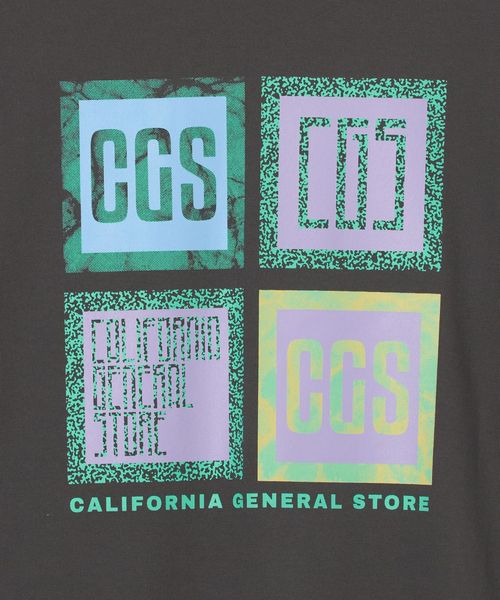 CGS
CGS
CALIFORNIA
GENERAL
STORE
CGS
CALIFORNIA GENERAL STORE